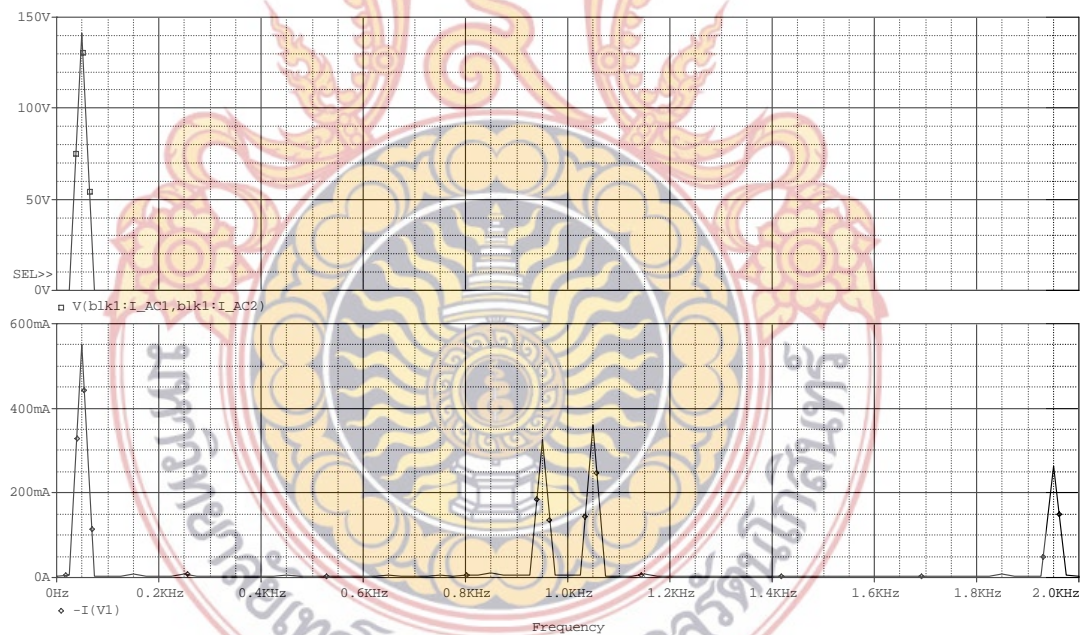 150V
100V
50V
SEL>>
0V
V(blk1:I_AC1,blk1:I_AC2)
600mA
400mA
200mA
0A
0Hz 0.2KHz 0.4KHz 0.6KHz 0.8KHz 1.0KHz 1.2KHz 1.4KHz 1.6KHz 1.8KHz 2.0KHz
-I(V1)
Frequency